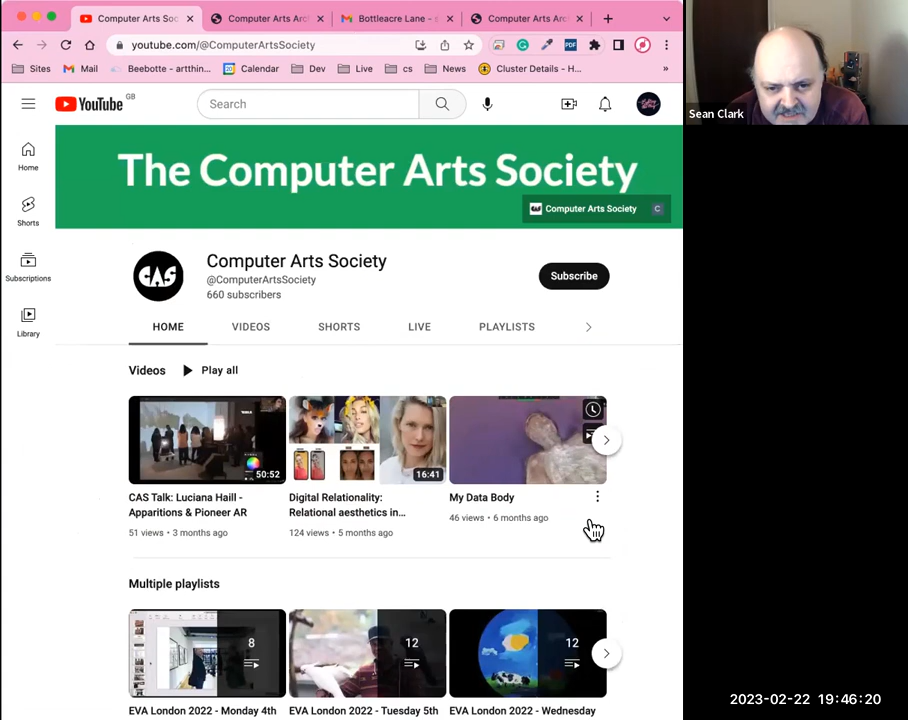 Computer Arts Soc
Computer Arts Arc
Bottleacre Lane - s
Computer Arts Arc
youtube.com/@ComputerArtsSociety
Sites
Mail
Beebotte - artthin...
Calendar
Dev
Live
cs
News
Cluster Details - H...
»
Sean Clark
YouTube GB
Search
Home
Shorts
Subscriptions
Library
The Computer Arts Society
CAS Computer Arts Society C
CAS
Computer Arts Society
@ComputerArtsSociety
660 subscribers
Subscribe
HOME VIDEOS SHORTS LIVE PLAYLISTS
Videos Play all
50:52
16:41
CAS Talk: Luciana Haill -
Apparitions & Pioneer AR
51 views • 3 months ago
Digital Relationality:
Relational aesthetics in...
124 views • 5 months ago
My Data Body
46 views • 6 months ago
Multiple playlists
8
12
12
EVA London 2022 - Monday 4th
EVA London 2022 - Tuesday 5th
EVA London 2022 - Wednesday
2023-02-22 19:46:20